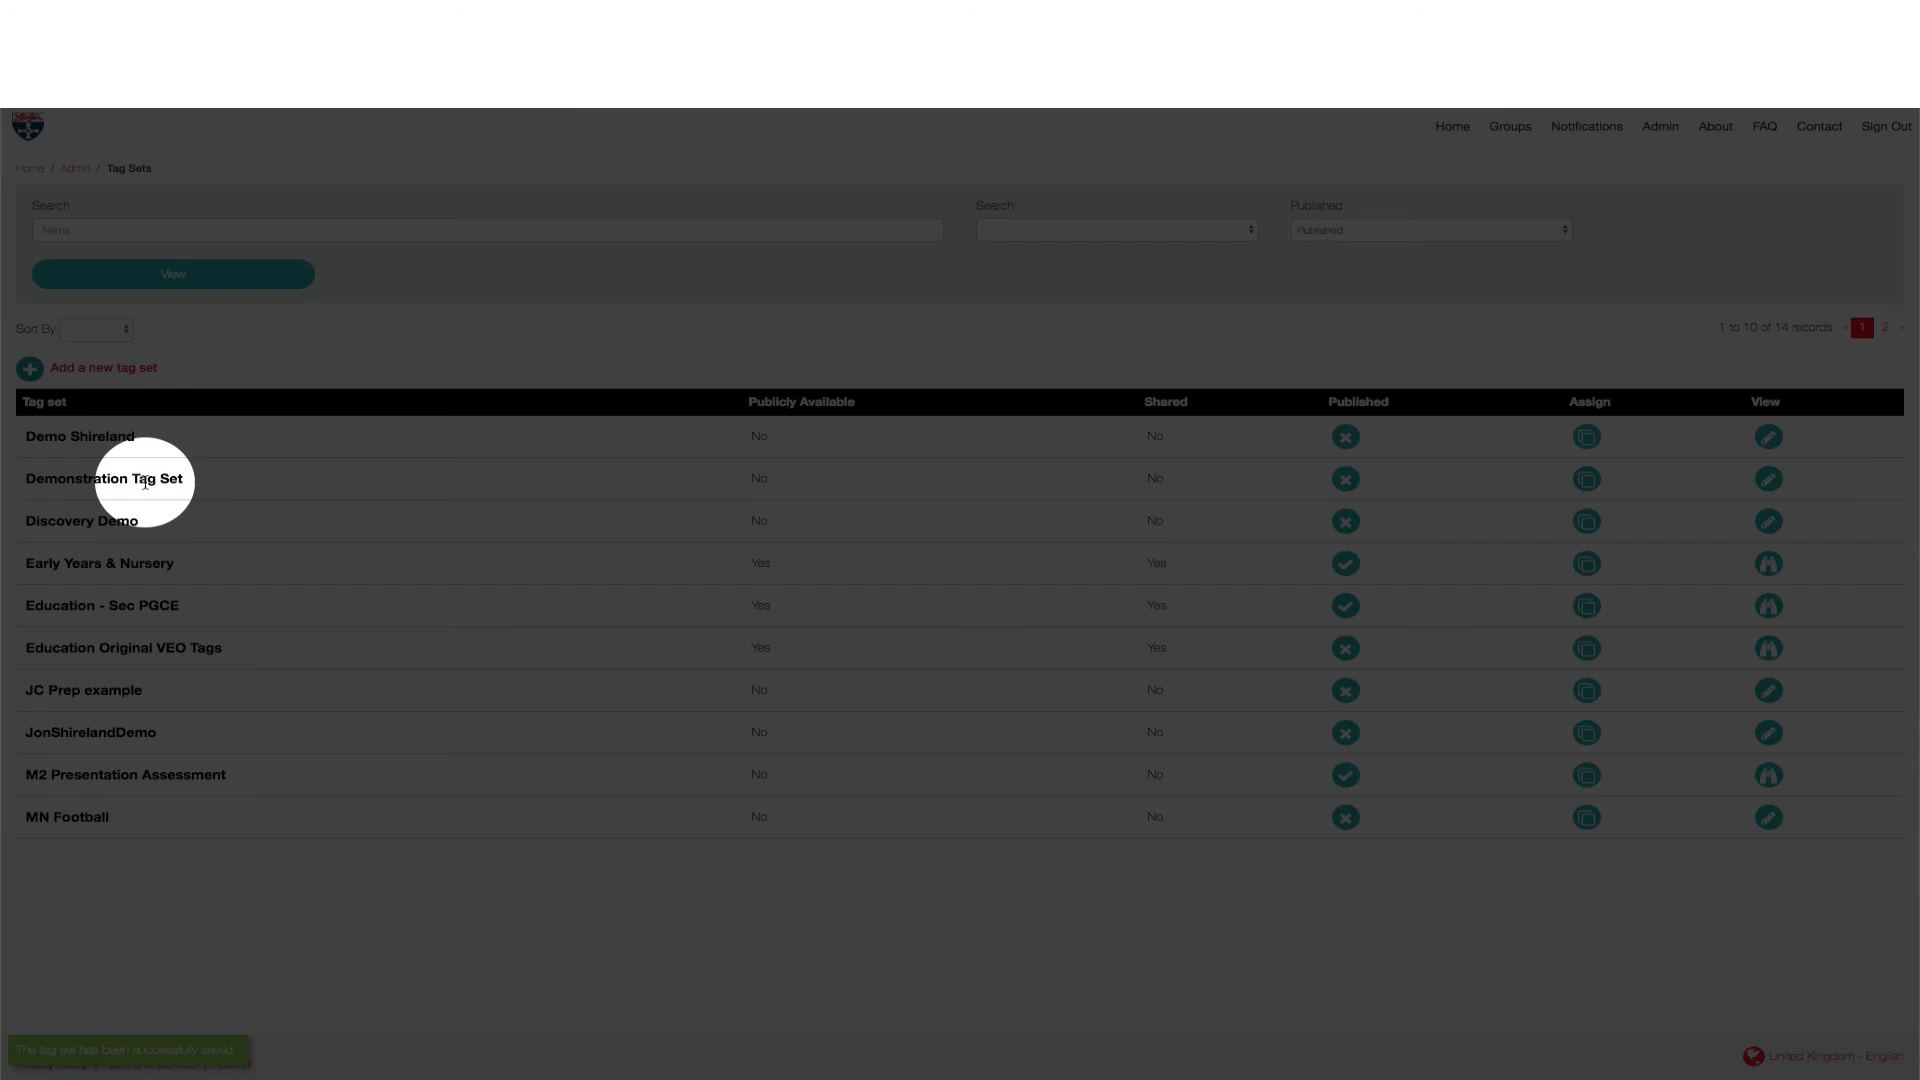 Home Groups Notifications Admin About FAQ Contact Sign Out
Home / Admin / Tag Sets
Search Search Published
Name Published
View
Sort By 1 to 10 of 14 records 1 2
Add a new tag set
Tag set Publicly Available Shared Published Assign View
Demo Shireland No No
Demonstration Tag Set No No
Discovery Demo No No
Early Years & Nursery Yes Yes
Education - Sec PGCE Yes Yes
Education Original VEO Tags Yes Yes
JC Prep example No No
JonShirelandDemo No No
M2 Presentation Assessment No No
MN Football No No
The tag set has been successfully saved
United Kingdom - English